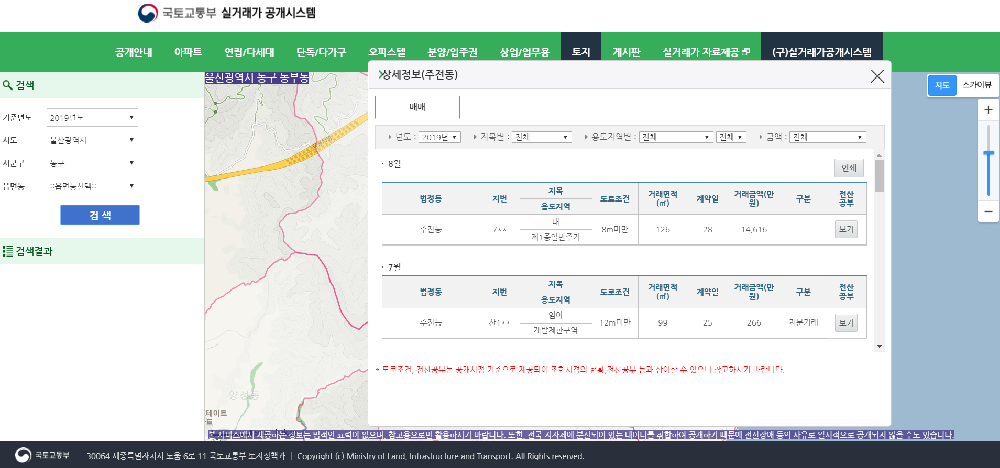 국토교통부 실거래가 공개시스템
공개안내 아파트 연립/다세대 단독/다가구 오피스텔 분양/입주권 상업/업무용 토지 게시판 실거래가 자료제공 (구)실거래가공개시스템
검색
기준년도 2019년도
시도 울산광역시
시군구 동구
읍면동 ::읍면동선택::
검 색
검색결과
울산광역시 동구 동부동
무룡터널
양정동
테이트
트
상세정보(주전동)
매매
년도 : 2019년 지목별 : 전체 용도지역별 : 전체 전체 금액 : 전체
8월
인쇄
법정동 지번 지목 도로조건 거래면적 계약일 거래금액(만 구분 전산
용도지역 (㎡) 원) 공부
주전동 7** 대 8m미만 126 28 14,616 보기
제1종일반주거
7월
법정동 지번 지목 도로조건 거래면적 계약일 거래금액(만 구분 전산
용도지역 (㎡) 원) 공부
주전동 산1** 임야 12m미만 99 25 266 지분거래 보기
개발제한구역
* 도로조건, 전산공부는 공개시점 기준으로 제공되어 조회시점의 현황,전산공부 등과 상이할 수 있으니 참고하시기 바랍니다.
지도 스카이뷰
+
−
본 서비스에서 제공하는 정보는 법적인 효력이 없으며, 참고용으로만 활용하시기 바랍니다. 또한, 전국 지자체에 분산되어 있는 데이터를 취합하여 공개하기 때문에 전산장애 등의 사유로 일시적으로 공개되지 않을 수도 있습니다.
국토교통부 30064 세종특별자치시 도움 6로 11 국토교통부 토지정책과 | Copyright (c) Ministry of Land, Infrastructure and Transport. All Rights reserved.